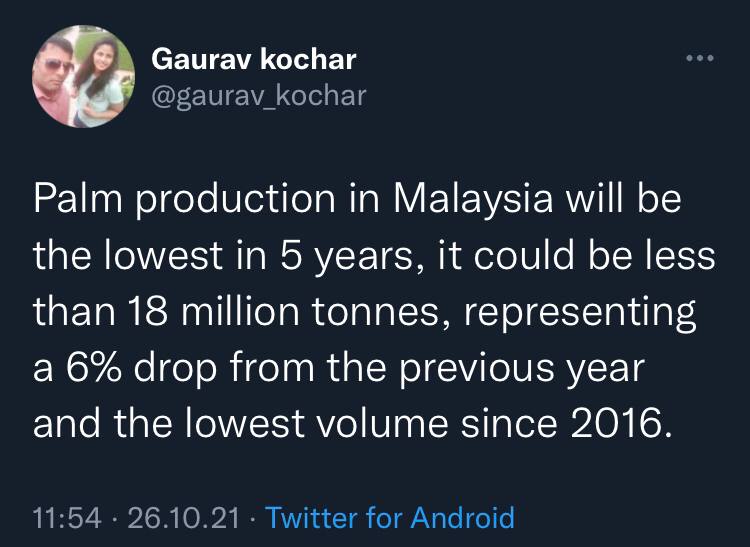 Gaurav kochar
@gaurav_kochar
Palm production in Malaysia will be
the lowest in 5 years, it could be less
than 18 million tonnes, representing
a 6% drop from the previous year
and the lowest volume since 2016.
11:54 · 26.10.21 · Twitter for Android